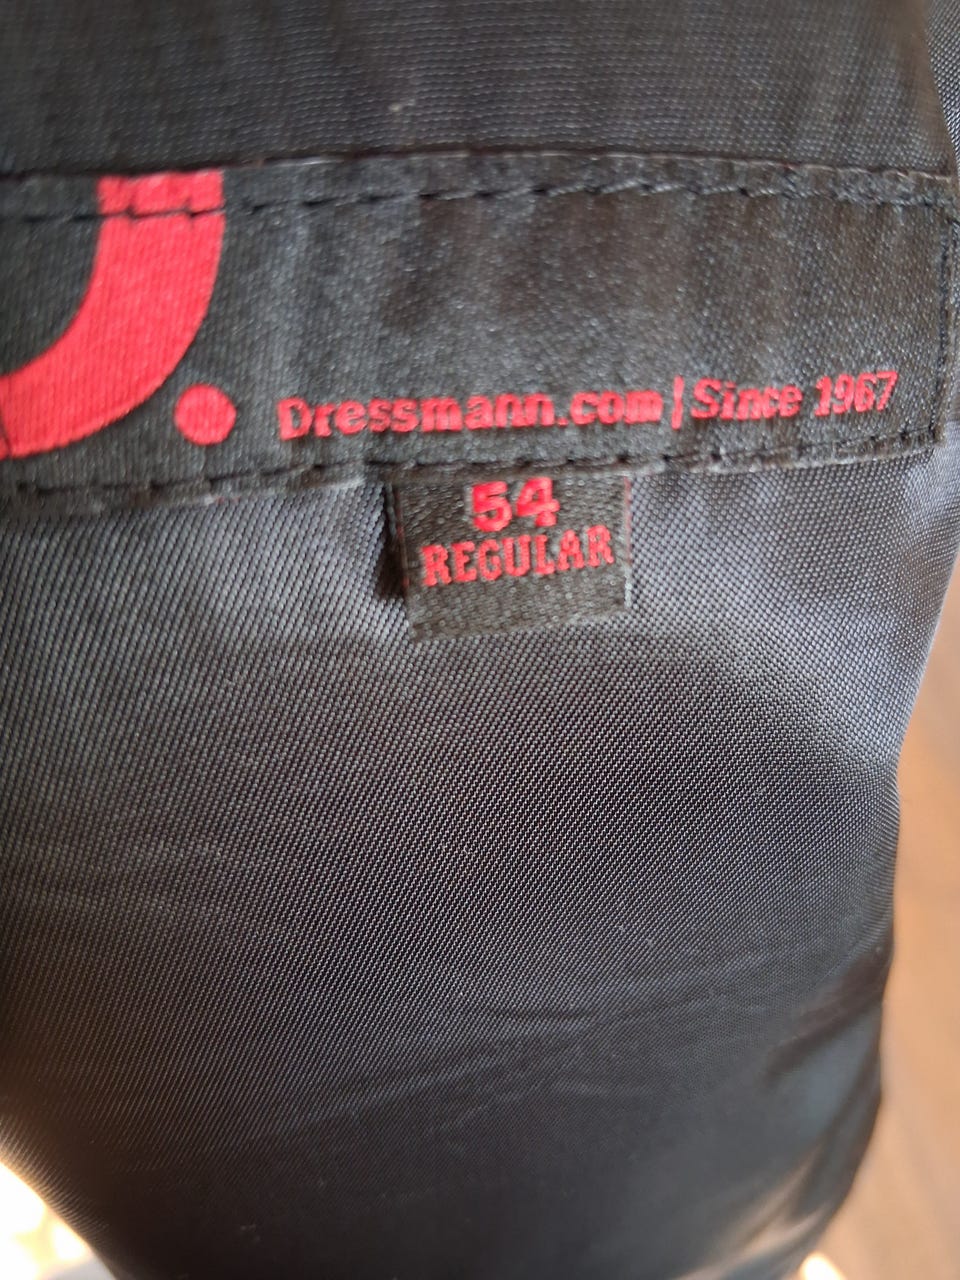 D.
Dressmann.com | Since 1967
54
REGULAR